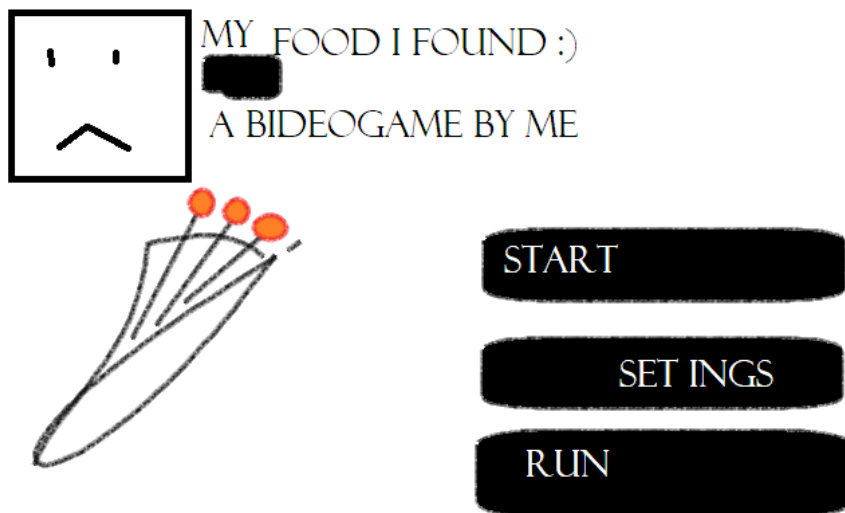 MY FOOD I FOUND :)
A BIDEOGAME BY ME
START
SET INGS
RUN